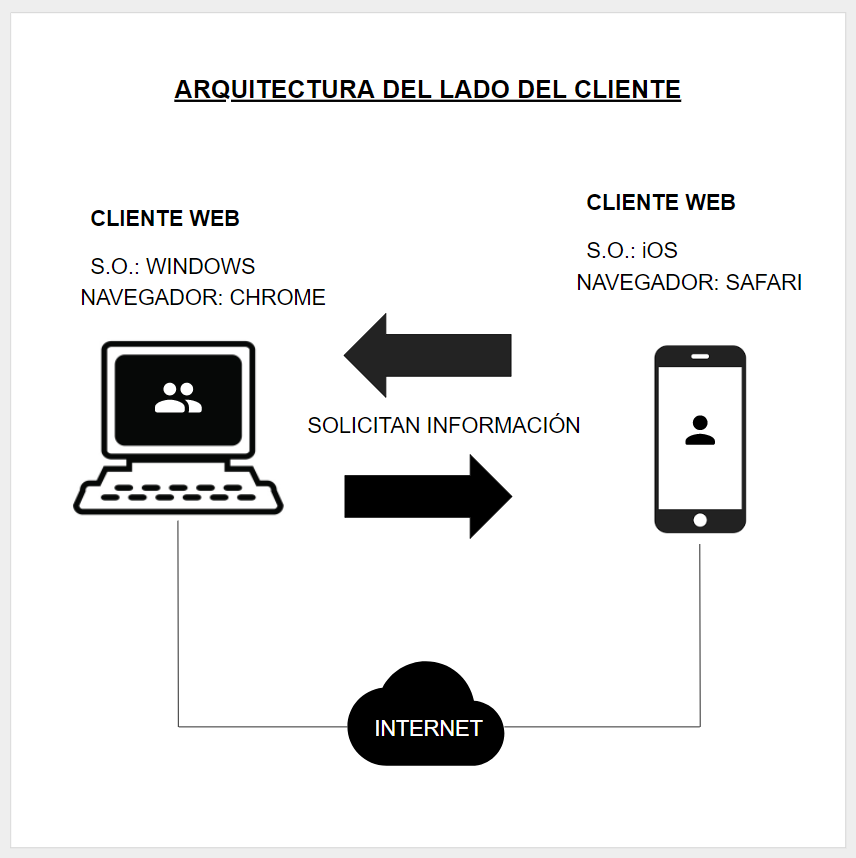 ARQUITECTURA DEL LADO DEL CLIENTE
CLIENTE WEB
S.O.: WINDOWS
NAVEGADOR: CHROME
CLIENTE WEB
S.O.: iOS
NAVEGADOR: SAFARI
SOLICITAN INFORMACIÓN
INTERNET